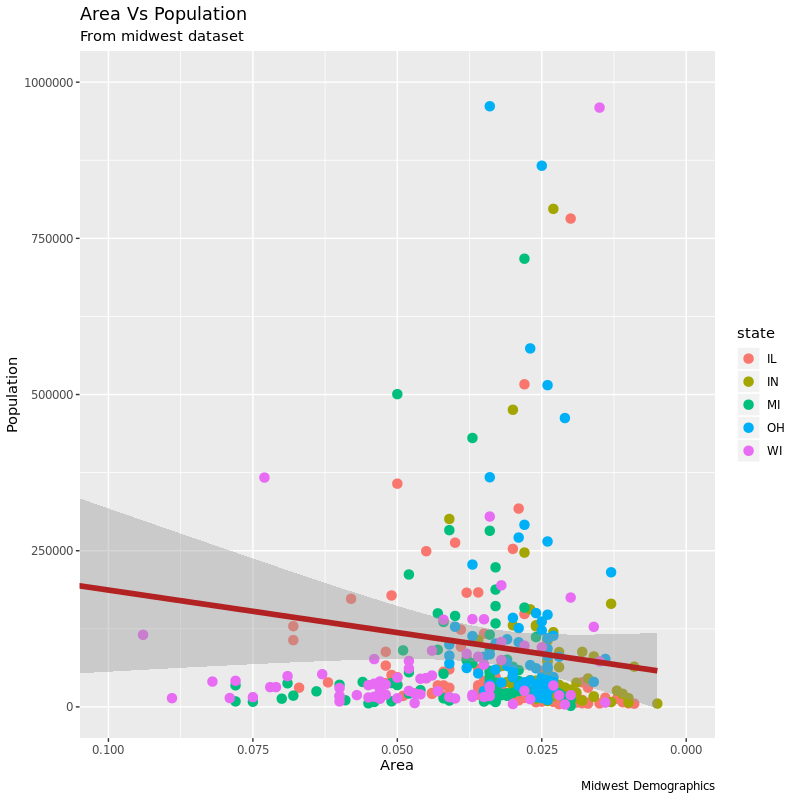 Area Vs Population
From midwest dataset
1000000
750000
500000
250000
0
Population
0.100
0.075
0.050
0.025
0.000
Area
state
IL
IN
MI
OH
WI
Midwest Demographics